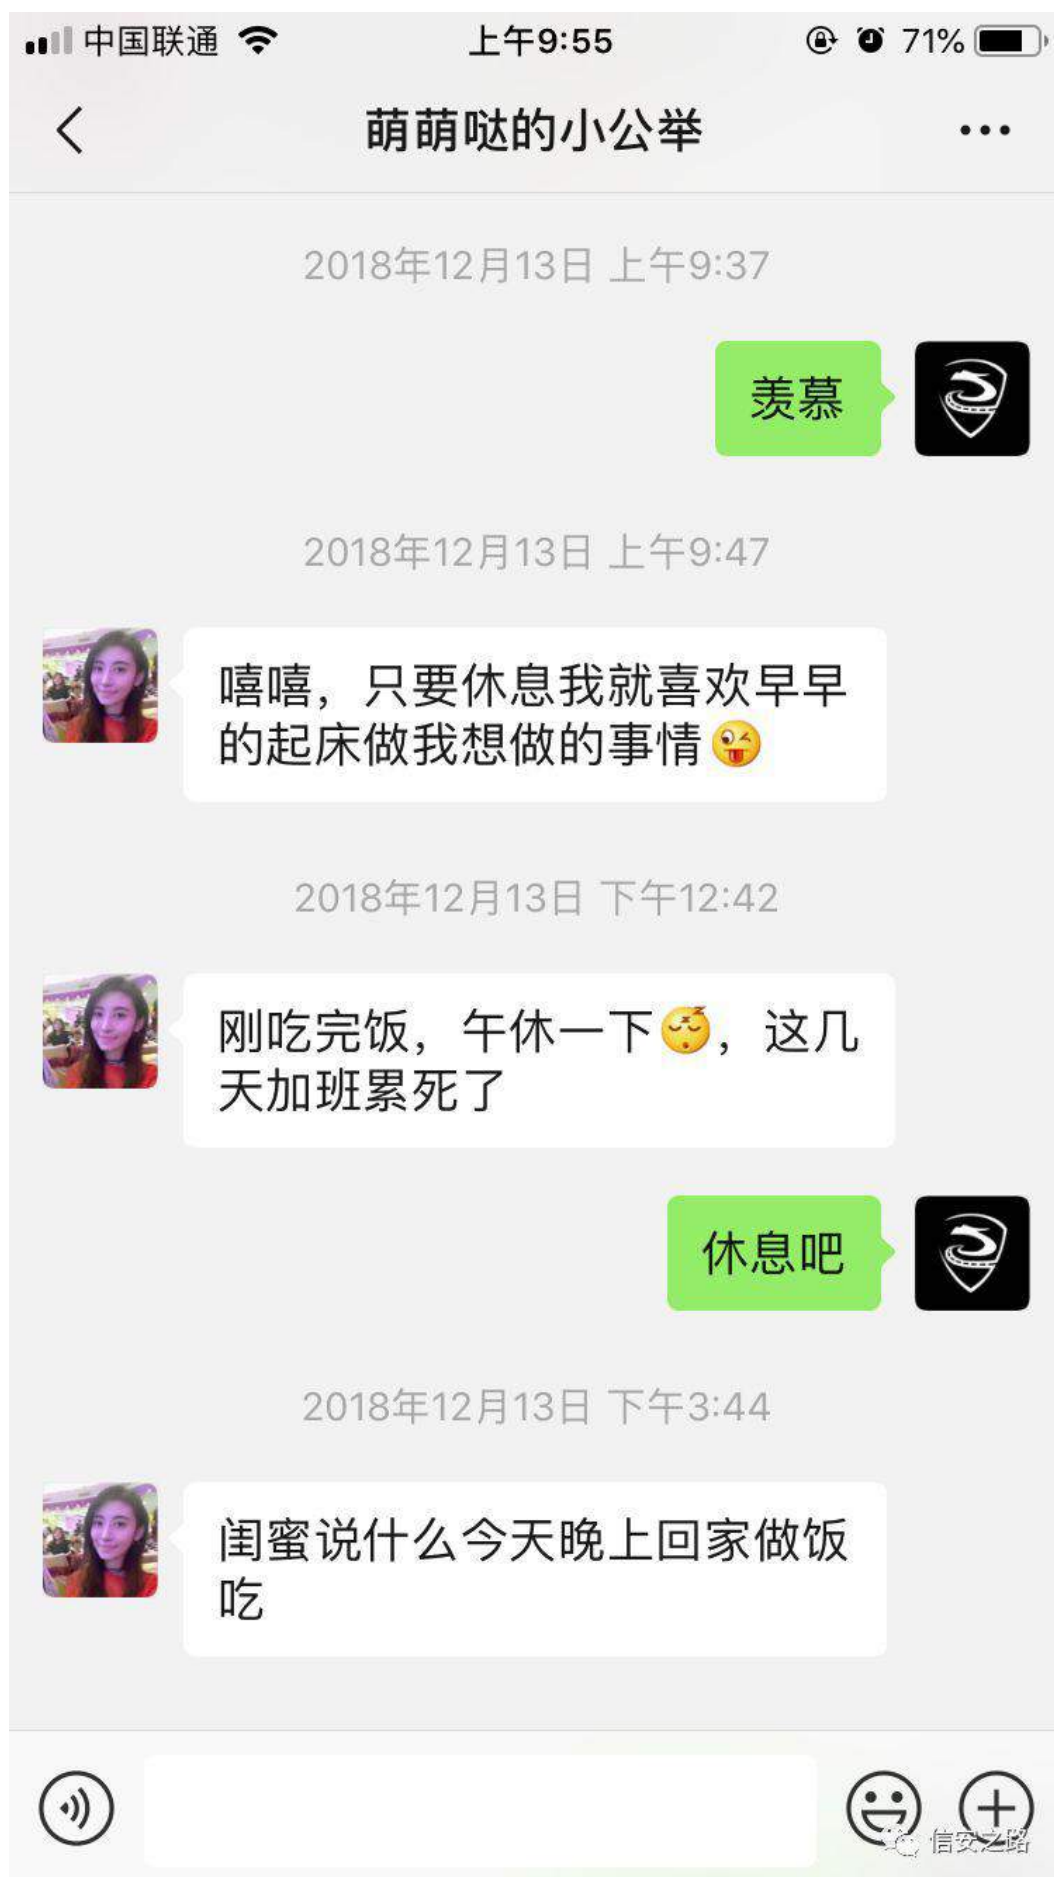 中国联通 上午9:55 71%
萌萌哒的小公举
2018年12月13日 上午9:37
羡慕
2018年12月13日 上午9:47
嘻嘻，只要休息我就喜欢早早
的起床做我想做的事情😜
2018年12月13日 下午12:42
刚吃完饭，午休一下😴，这几
天加班累死了
休息吧
2018年12月13日 下午3:44
闺蜜说什么今天晚上回家做饭
吃
信安之路